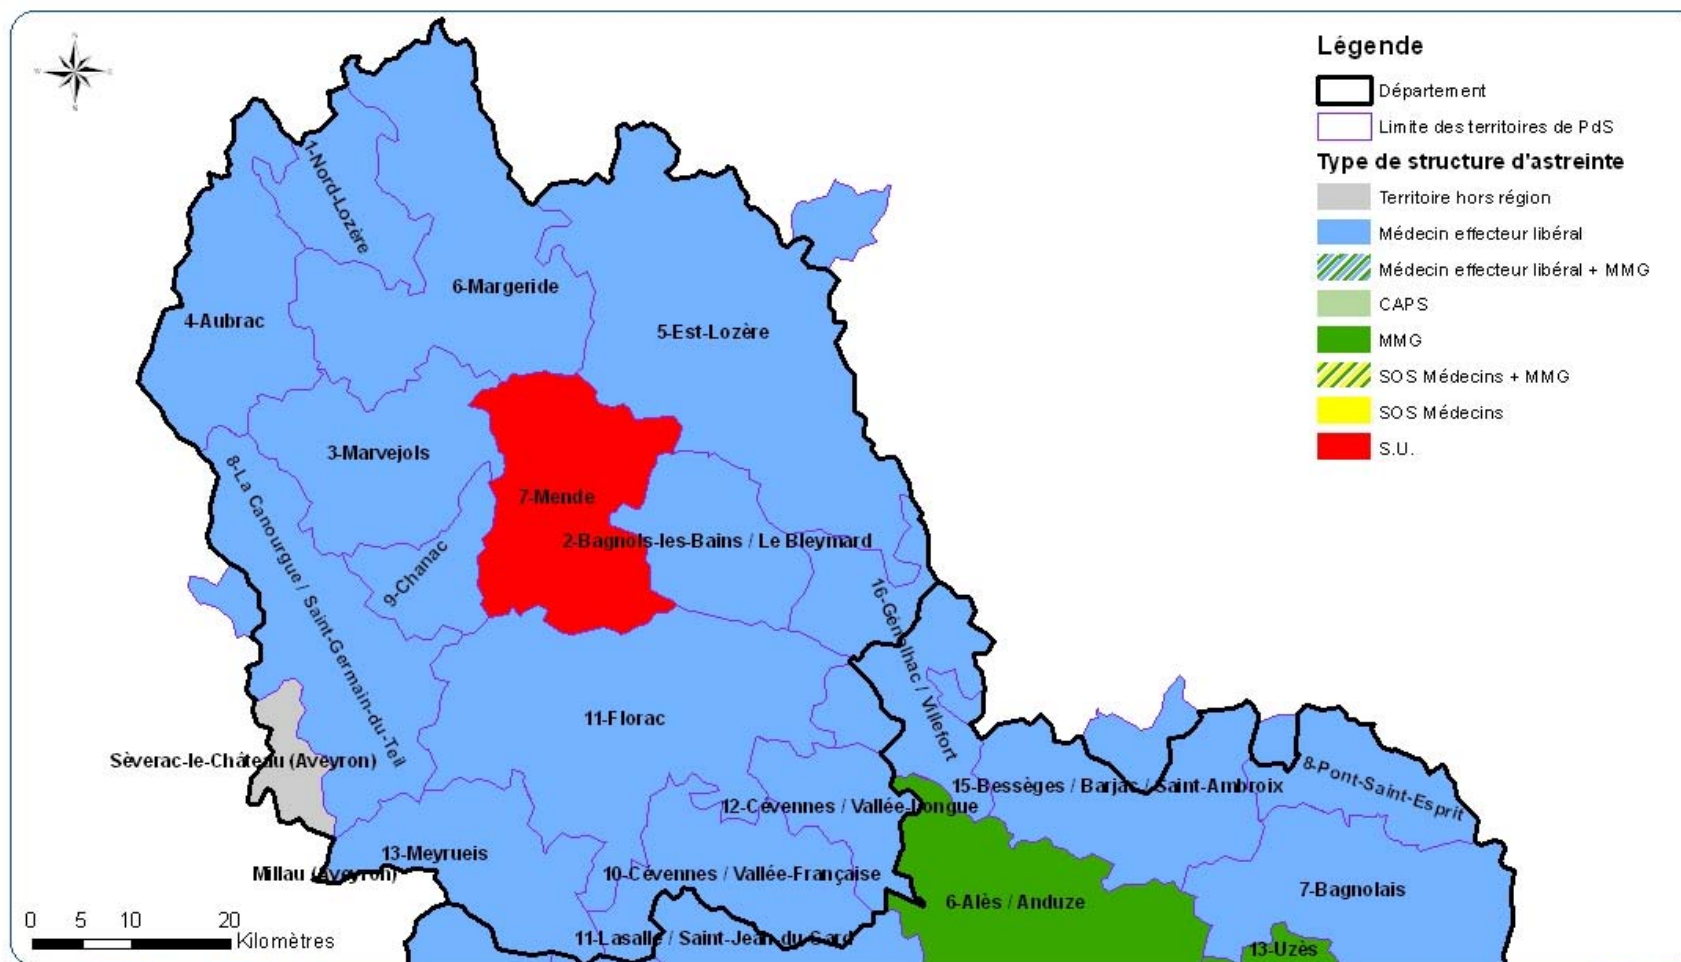 Légende
Département
Limite des territoires de PdS
Type de structure d'astreinte
Territoire hors région
Médecin effecteur libéral
Médecin effecteur libéral + MMG
CAPS
MMG
SOS Médecins + MMG
SOS Médecins
S.U.
1-Nord-Lozère
6-Margeride
4-Aubrac
5-Est-Lozère
3-Marvejols
7-Mende
8-La Canourgue / Saint-Germain-du-Teil
2-Bagnols-les-Bains / Le Bleymard
9-Chanac
16-Génolhac / Villefort
11-Florac
Sèverac-le-Château (Aveyron)
15-Bessèges / Barjac / Saint-Ambroix
8-Pont-Saint-Esprit
12-Cévennes / Vallée-Longue
13-Meyrueis
Millau (Aveyron)
10-Cévennes / Vallée-Française
7-Bagnolais
6-Alès / Anduze
11-Lasalle / Saint-Jean-du-Gard
13-Uzès
0 5 10 20
Kilomètres